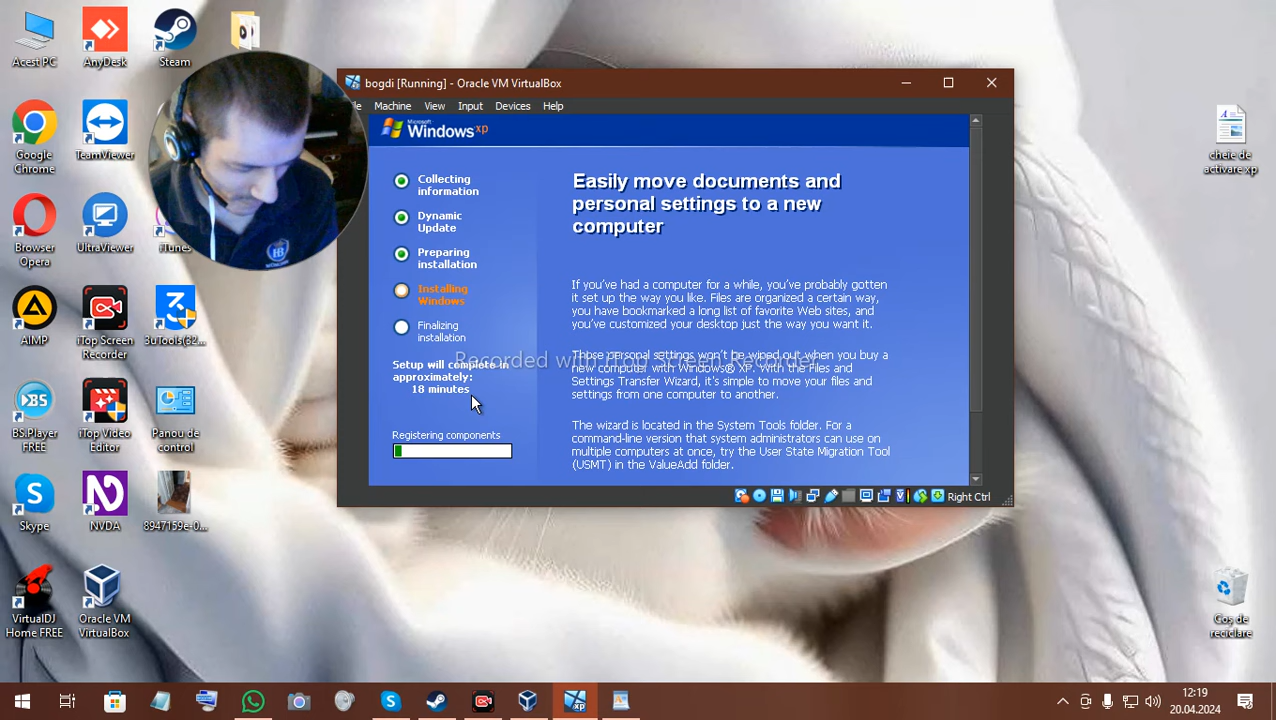 Acest PC
AnyDesk
Steam
Google
Chrome
TeamViewer
Browser
Opera
UltraViewer
iTunes
AIMP
iTop Screen
Recorder
3uTools(32...
BS.Player
FREE
iTop Video
Editor
Panou de
control
Skype
NVDA
8947159e-0...
VirtualDJ
Home FREE
Oracle VM
VirtualBox
bogdi [Running] - Oracle VM VirtualBox
Machine View Input Devices Help
Microsoft
Windows xp
Collecting
information
Dynamic
Update
Preparing
installation
Installing
Windows
Finalizing
installation
Setup will complete in
approximately:
18 minutes
Registering components
Easily move documents and
personal settings to a new
computer
If you've had a computer for a while, you've probably gotten
it set up the way you like. Files are organized a certain way,
you have bookmarked a long list of favorite Web sites, and
you've customized your desktop just the way you want it.
Those personal settings won't be wiped out when you buy a
new computer with Windows® XP. With the Files and
Settings Transfer Wizard, it's simple to move your files and
settings from one computer to another.
The wizard is located in the System Tools folder. For a
command-line version that system administrators can use on
multiple computers at once, try the User State Migration Tool
(USMT) in the ValueAdd folder.
Recorded with iTop Screen Recorder
Right Ctrl
cheie de
activare xp
Coș de
reciclare
12:19
20.04.2024